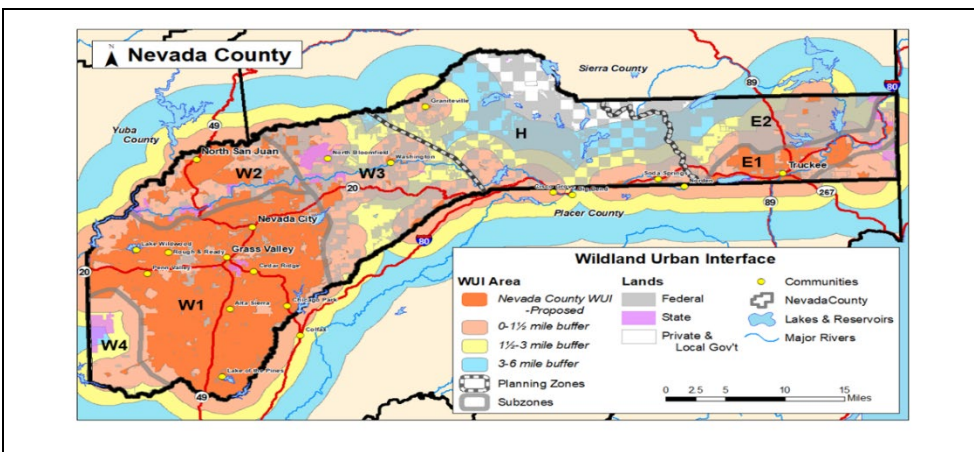 N
Nevada County
Sierra County
80
89
49
Yuba
County
Graniteville
H
E2
North San Juan
North Bloomfield
Washington
W2
W3
E1
Truckee
Soda Springs
Norden
20
267
89
Placer County
Nevada City
80
Lake Wildwood
Rough & Ready
Grass Valley
20
Penn Valley
Cedar Ridge
W1
Alta Sierra
Chicago Park
Colfax
W4
Lake of the Pines
49
Wildland Urban Interface
WUI Area
Nevada County WUI
-Proposed
0-1½ mile buffer
1½-3 mile buffer
3-6 mile buffer
Planning Zones
Subzones
Lands
Federal
State
Private &
Local Gov't
Communities
NevadaCounty
Lakes & Reservoirs
Major Rivers
0 2.5 5 10 15
Miles